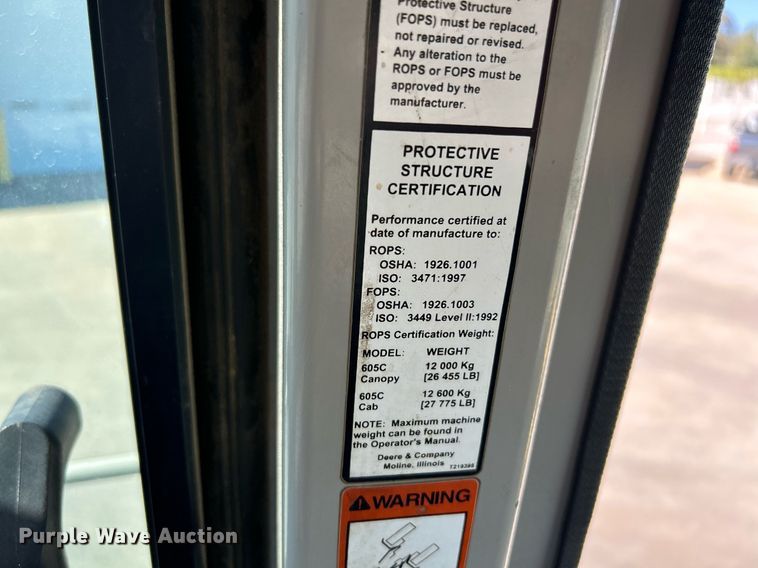 Protective Structure
(FOPS) must be replaced,
not repaired or revised.
- Any alteration to the
ROPS or FOPS must be
approved by the
manufacturer.
PROTECTIVE
STRUCTURE
CERTIFICATION
Performance certified at
date of manufacture to:
ROPS:
OSHA: 1926.1001
ISO: 3471:1997
FOPS:
OSHA: 1926.1003
ISO: 3449 Level II:1992
ROPS Certification Weight:
MODEL: WEIGHT
605C 12 000 Kg
Canopy [26 455 LB]
605C 12 600 Kg
Cab [27 775 LB]
NOTE: Maximum machine
weight can be found in
the Operator's Manual.
Deere & Company
Moline, Illinois
WARNING
Purple Wave Auction